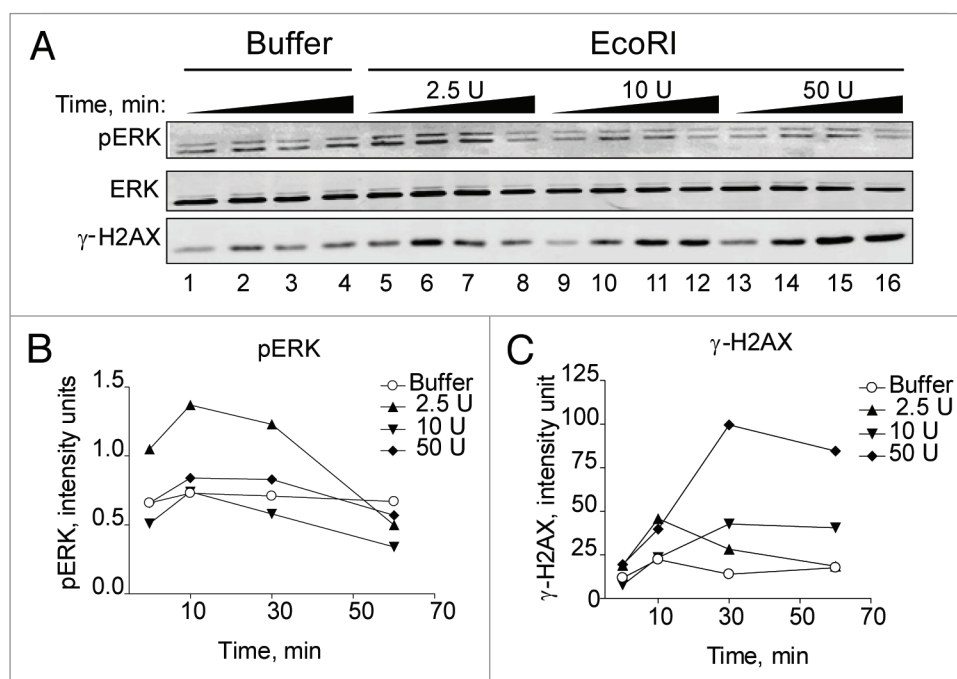 A
Buffer EcoRI
Time, min: 2.5 U 10 U 50 U
pERK
ERK
γ-H2AX
1 2 3 4 5 6 7 8 9 10 11 12 13 14 15 16
B
pERK
pERK, intensity units
1.5
1.0
0.5
0.0
10 30 50 70
Time, min
Buffer
2.5 U
10 U
50 U
C
γ-H2AX
γ-H2AX, intensity unit
125
100
75
50
25
0
0 10 30 50 70
Time, min
Buffer
2.5 U
10 U
50 U